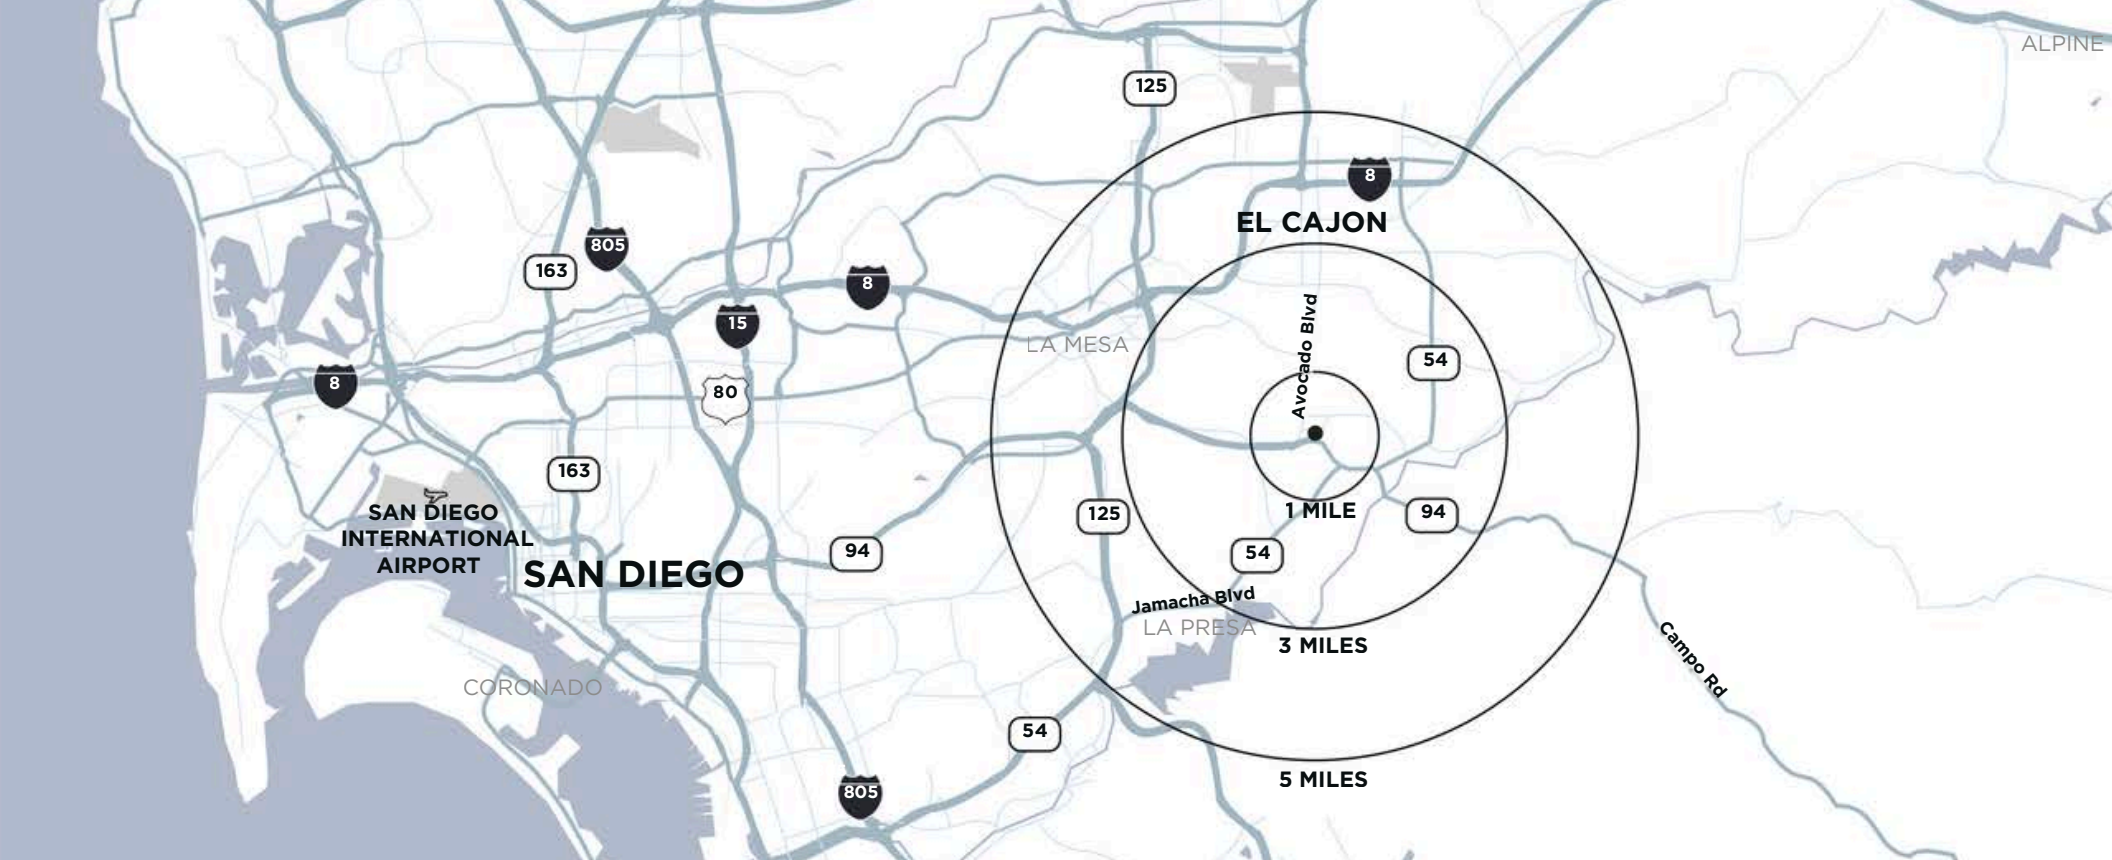 ALPINE
125
8
EL CAJON
805
163
8
15
Avocado Blvd
LA MESA
54
8
80
163
SAN DIEGO
INTERNATIONAL
AIRPORT
1 MILE
125
94
94
54
SAN DIEGO
Jamacha Blvd
LA PRESA
3 MILES
Campo Rd
CORONADO
54
5 MILES
805